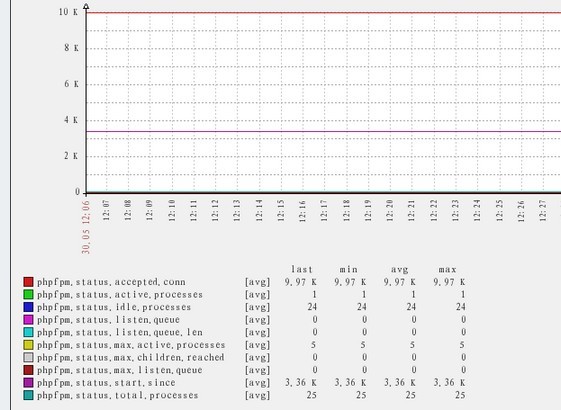 10 K
8 K
6 K
4 K
2 K
0
30.05 12:06
12:07
12:08
12:09
12:10
12:11
12:12
12:13
12:14
12:15
12:16
12:17
12:18
12:19
12:20
12:21
12:22
12:23
12:24
12:25
12:26
12:27
last min avg max
phpfpm.status.accepted.conn [avg] 9.97 K 9.97 K 9.97 K 9.97 K
phpfpm.status.active.processes [avg] 1 1 1 1
phpfpm.status.idle.processes [avg] 24 24 24 24
phpfpm.status.listen.queue [avg] 0 0 0 0
phpfpm.status.listen.queue.len [avg] 0 0 0 0
phpfpm.status.max.active.processes [avg] 5 5 5 5
phpfpm.status.max.children.reached [avg] 0 0 0 0
phpfpm.status.max.listen.queue [avg] 0 0 0 0
phpfpm.status.start.since [avg] 3.36 K 3.36 K 3.36 K 3.36 K
phpfpm.status.total.processes [avg] 25 25 25 25